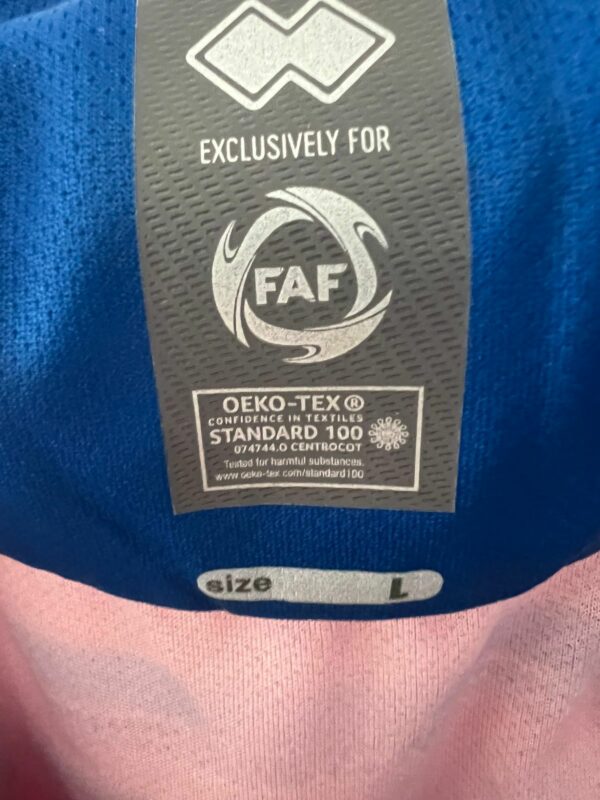 EXCLUSIVELY FOR
FAF
OEKO-TEX®
CONFIDENCE IN TEXTILES
STANDARD 100
074744.0 CENTROCOT
Tested for harmful substances.
www.oeko-tex.com/standard100
size L